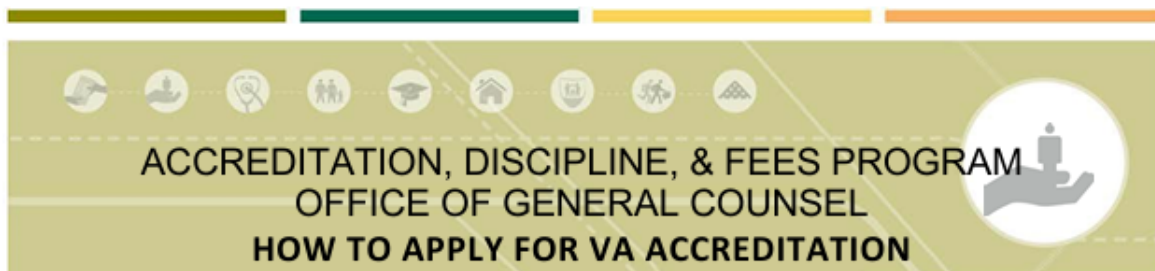 ACCREDITATION, DISCIPLINE, & FEES PROGRAM
OFFICE OF GENERAL COUNSEL
HOW TO APPLY FOR VA ACCREDITATION